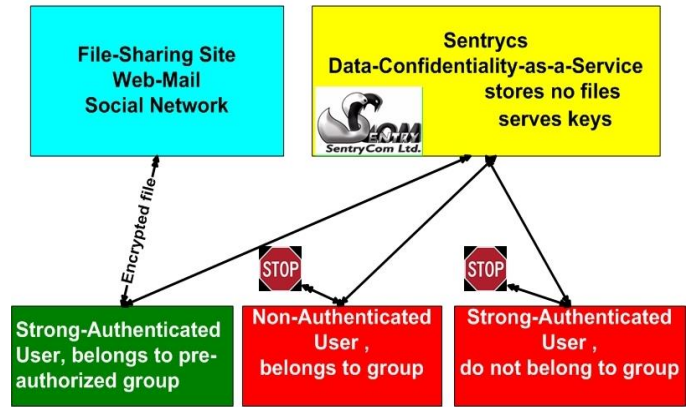 File-Sharing Site
Web-Mail
Social Network
Sentrycs
Data-Confidentiality-as-a-Service
stores no files
serves keys
SENTRY
COM
SentryCom Ltd.
Encrypted file
STOP
STOP
Strong-Authenticated
User, belongs to pre-
authorized group
Non-Authenticated
User ,
belongs to group
Strong-Authenticated
User ,
do not belong to group